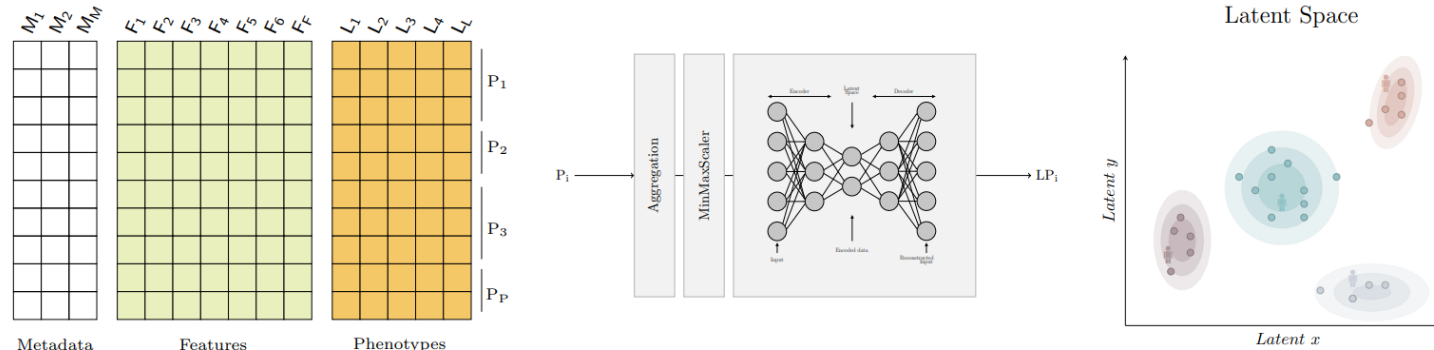 M1 M2 MM
F1 F2 F3 F4 F5 F6 FF
L1 L2 L3 L4 LL
P1
P2
P3
PP
Metadata
Features
Phenotypes
Pi
Aggregation
MinMaxScaler
Encoder
Latent
Space
Decoder
Input
Encoded data
Reconstructed
Input
LPi
Latent Space
Latent y
Latent x